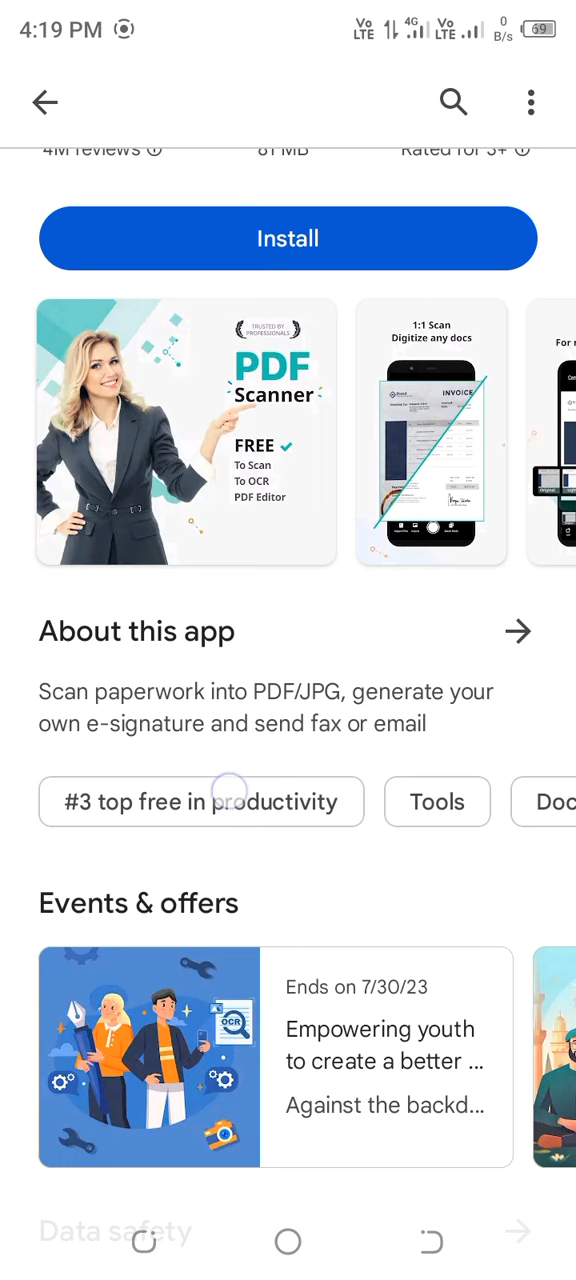 4:19 PM Vo LTE 4G Vo LTE 0 B/s 69
4M reviews 81 MB Rated for 3+
Install
TRUSTED BY
PROFESSIONALS
PDF
Scanner
FREE
To Scan
To OCR
PDF Editor
1:1 Scan
Digitize any docs
INVOICE
For
Original
About this app
Scan paperwork into PDF/JPG, generate your
own e-signature and send fax or email
#3 top free in productivity Tools Doc
Events & offers
OCR
Ends on 7/30/23
Empowering youth
to create a better ...
Against the backd...
Data safety